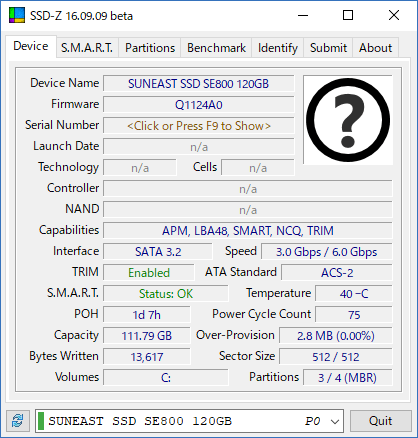 SSD-Z 16.09.09 beta
Device S.M.A.R.T. Partitions Benchmark Identify Submit About
Device Name SUNEAST SSD SE800 120GB
Firmware Q1124A0
Serial Number <Click or Press F9 to Show>
Launch Date n/a
Technology n/a Cells n/a
Controller n/a
NAND n/a
Capabilities APM, LBA48, SMART, NCQ, TRIM
Interface SATA 3.2 Speed 3.0 Gbps / 6.0 Gbps
TRIM Enabled ATA Standard ACS-2
S.M.A.R.T. Status: OK Temperature 40 ~C
POH 1d 7h Power Cycle Count 75
Capacity 111.79 GB Over-Provision 2.8 MB (0.00%)
Bytes Written 13,617 Sector Size 512 / 512
Volumes C: Partitions 3 / 4 (MBR)
SUNEAST SSD SE800 120GB P0 Quit